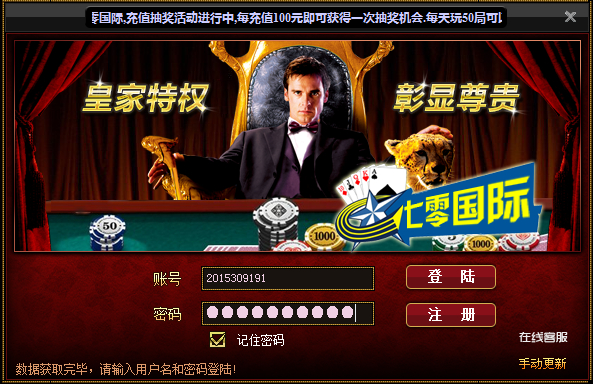 零国际,充值抽奖活动进行中,每充值100元即可获得一次抽奖机会.每天玩50局可以
皇家特权
彰显尊贵
七零国际
50
1000
1000
账号 2015309191 登 陆
密码 注 册
记住密码
在线客服
手动更新
数据获取完毕，请输入用户名和密码登陆!